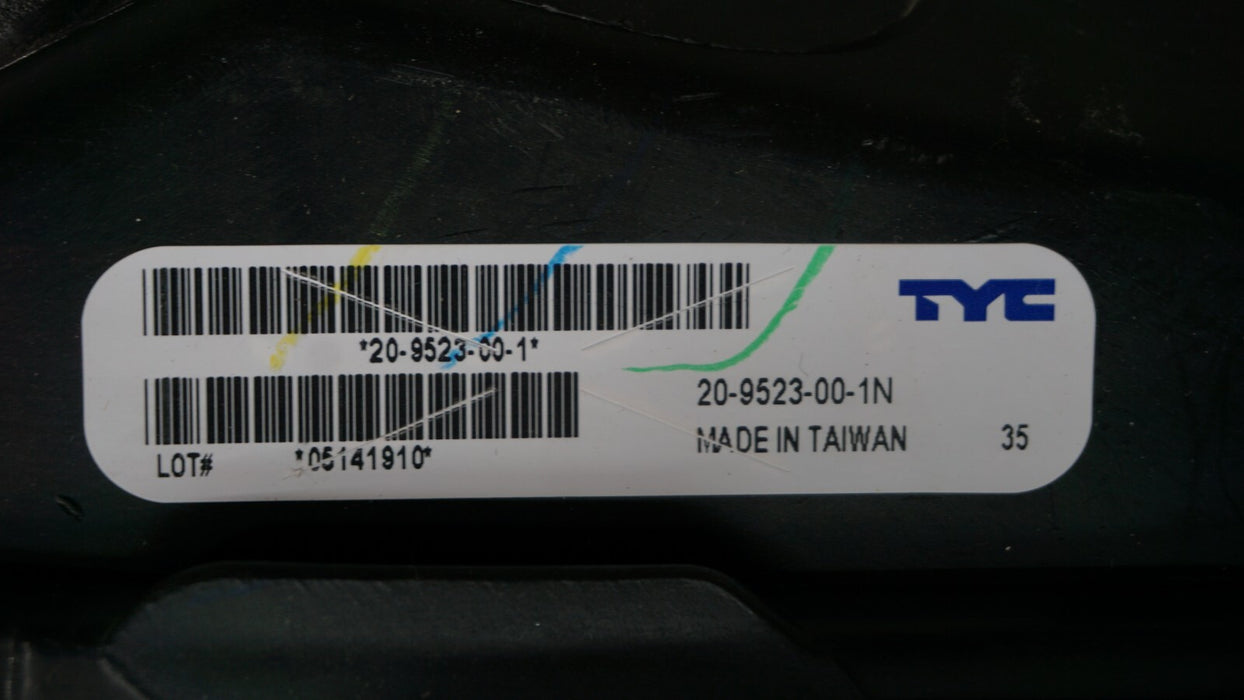 TYC
*20-9523-00-1*
20-9523-00-1N
MADE IN TAIWAN 35
LOT# *05141910*